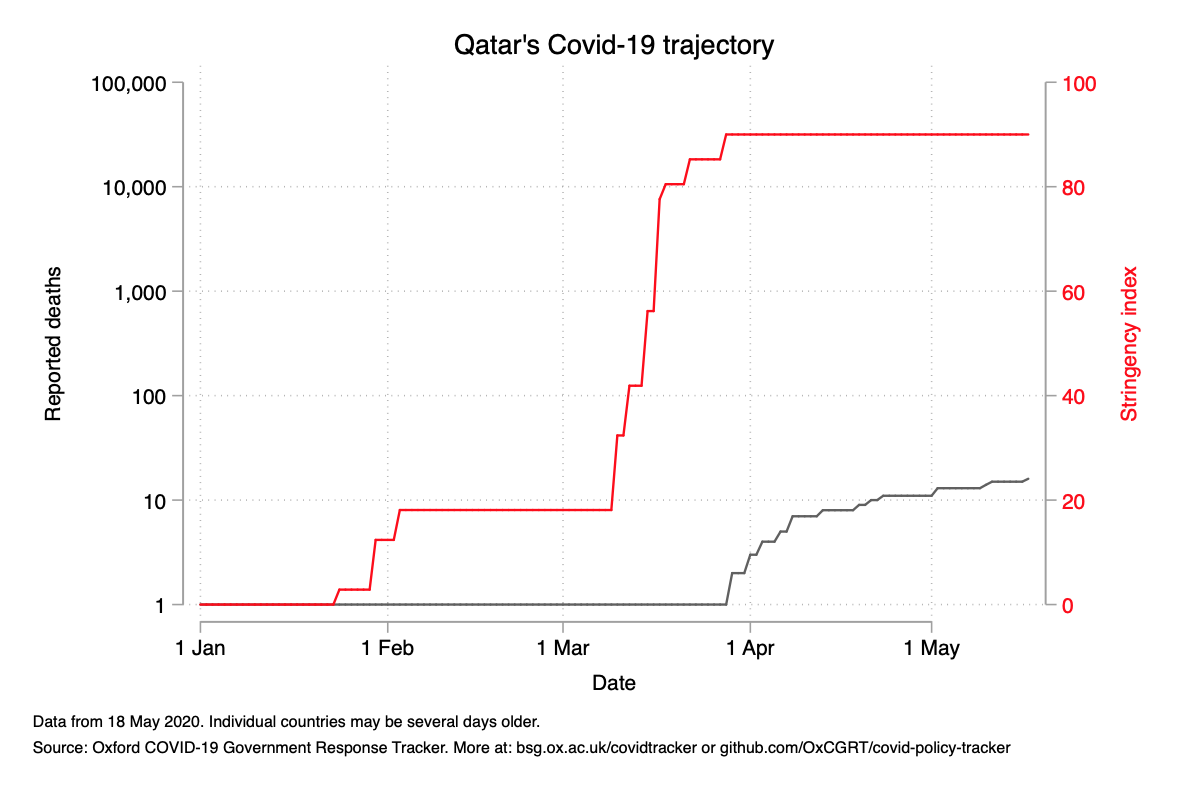 Qatar's Covid-19 trajectory
100,000
10,000
1,000
100
10
1
Reported deaths
100
80
60
40
20
0
Stringency index
1 Jan
1 Feb
1 Mar
1 Apr
1 May
Date
Data from 18 May 2020. Individual countries may be several days older.
Source: Oxford COVID-19 Government Response Tracker. More at: bsg.ox.ac.uk/covidtracker or github.com/OxCGRT/covid-policy-tracker